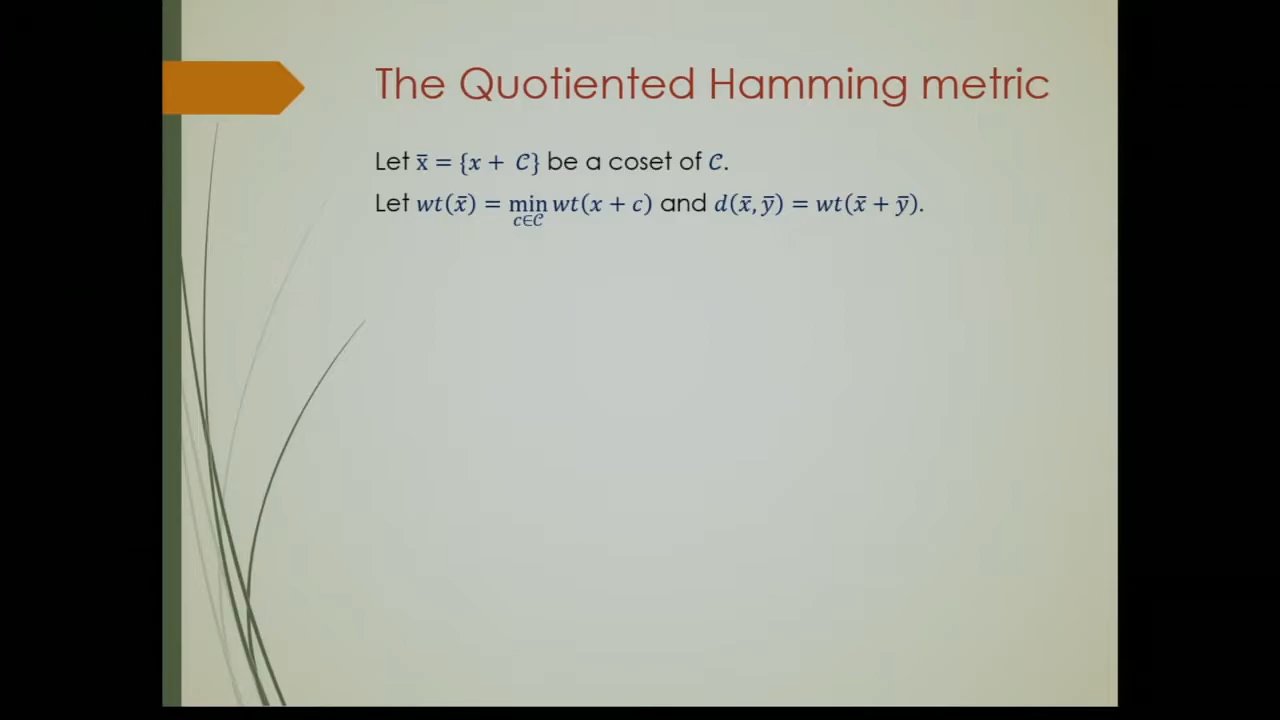 The Quotiented Hamming metric
Let x̄ = {x + 𝒞} be a coset of 𝒞.
Let wt(x̄) = min wt(x + c) and d(x̄, ȳ) = wt(x̄ + ȳ).
c∈𝒞